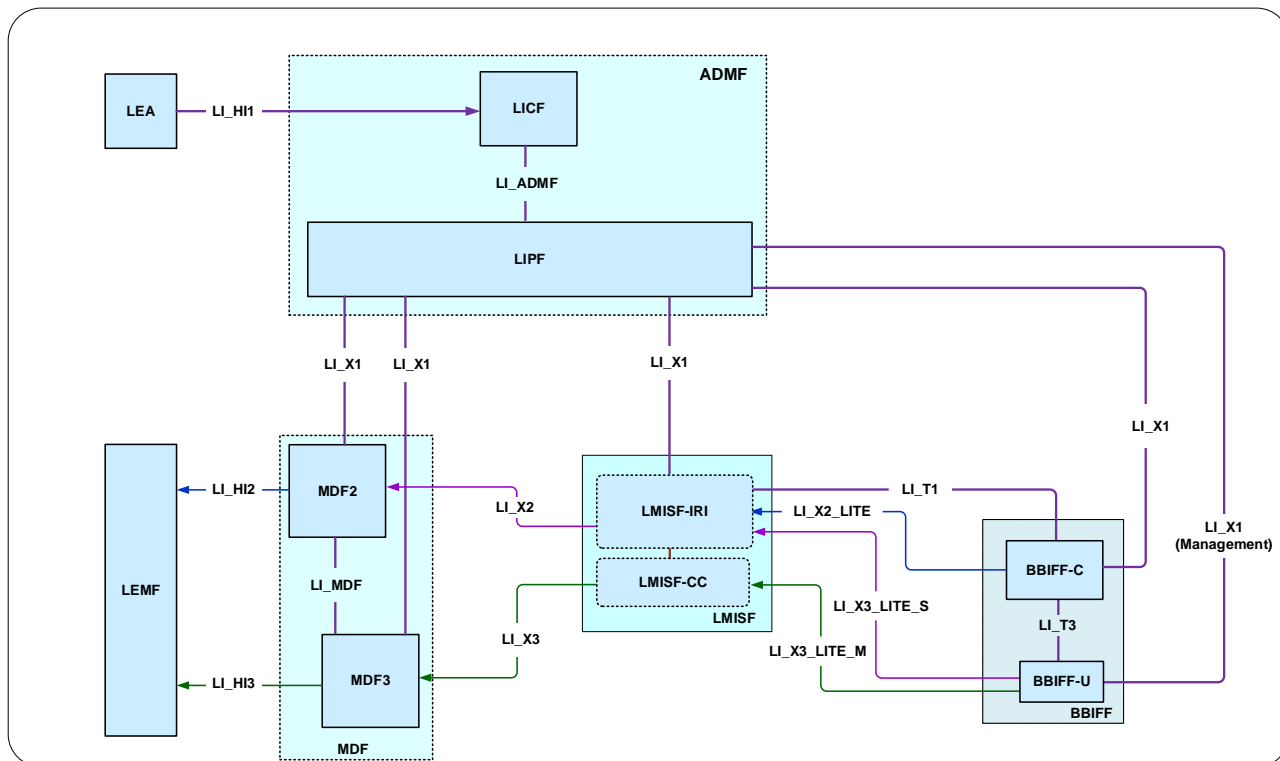 ADMF
LEA
LI_HI1
LICF
LI_ADMF
LIPF
LI_X1
LI_X1
LI_X1
LI_X1
LI_X1
(Management)
LEMF
LI_HI2
MDF2
LI_X2
LMISF-IRI
LI_T1
LI_X2_LITE
LI_MDF
LMISF-CC
LMISF
BBIFF-C
LI_X3_LITE_S
LI_T3
LI_X3
LI_X3_LITE_M
LI_HI3
MDF3
BBIFF-U
BBIFF
MDF